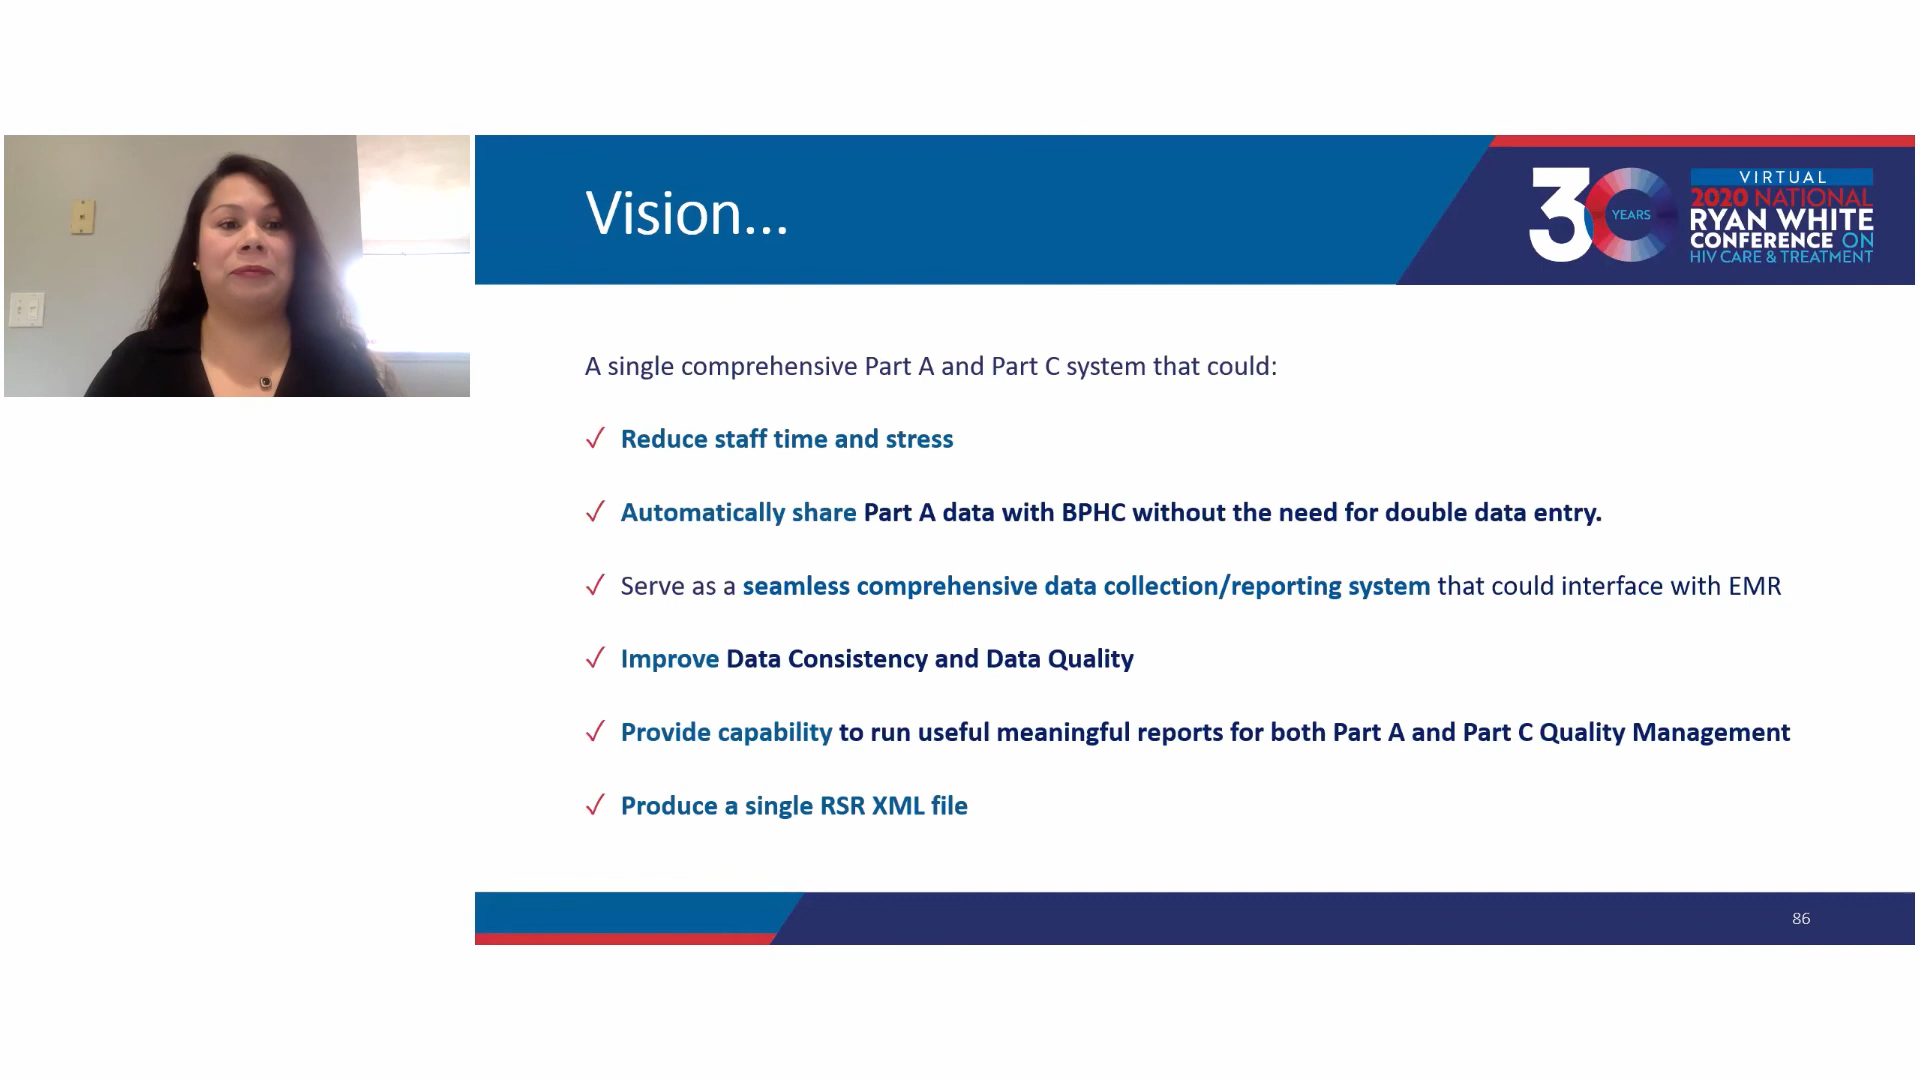 Vision...
30
YEARS
VIRTUAL
2020 NATIONAL
RYAN WHITE
CONFERENCE ON
HIV CARE & TREATMENT
A single comprehensive Part A and Part C system that could:
✓ Reduce staff time and stress
✓ Automatically share Part A data with BPHC without the need for double data entry.
✓ Serve as a seamless comprehensive data collection/reporting system that could interface with EMR
✓ Improve Data Consistency and Data Quality
✓ Provide capability to run useful meaningful reports for both Part A and Part C Quality Management
✓ Produce a single RSR XML file
86